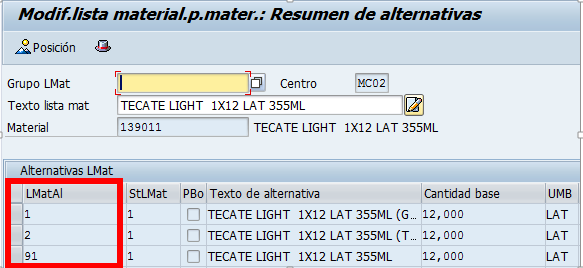 Modif.lista material.p.mater.: Resumen de alternativas
Posición
Grupo LMat Centro MC02
Texto lista mat TECATE LIGHT 1X12 LAT 355ML
Material 139011 TECATE LIGHT 1X12 LAT 355ML
Alternativas LMat
LMatAl StLMat PBo Texto de alternativa Cantidad base UMB
1 1 TECATE LIGHT 1X12 LAT 355ML (G... 12,000 LAT
2 1 TECATE LIGHT 1X12 LAT 355ML (T... 12,000 LAT
91 1 TECATE LIGHT 1X12 LAT 355ML 12,000 LAT